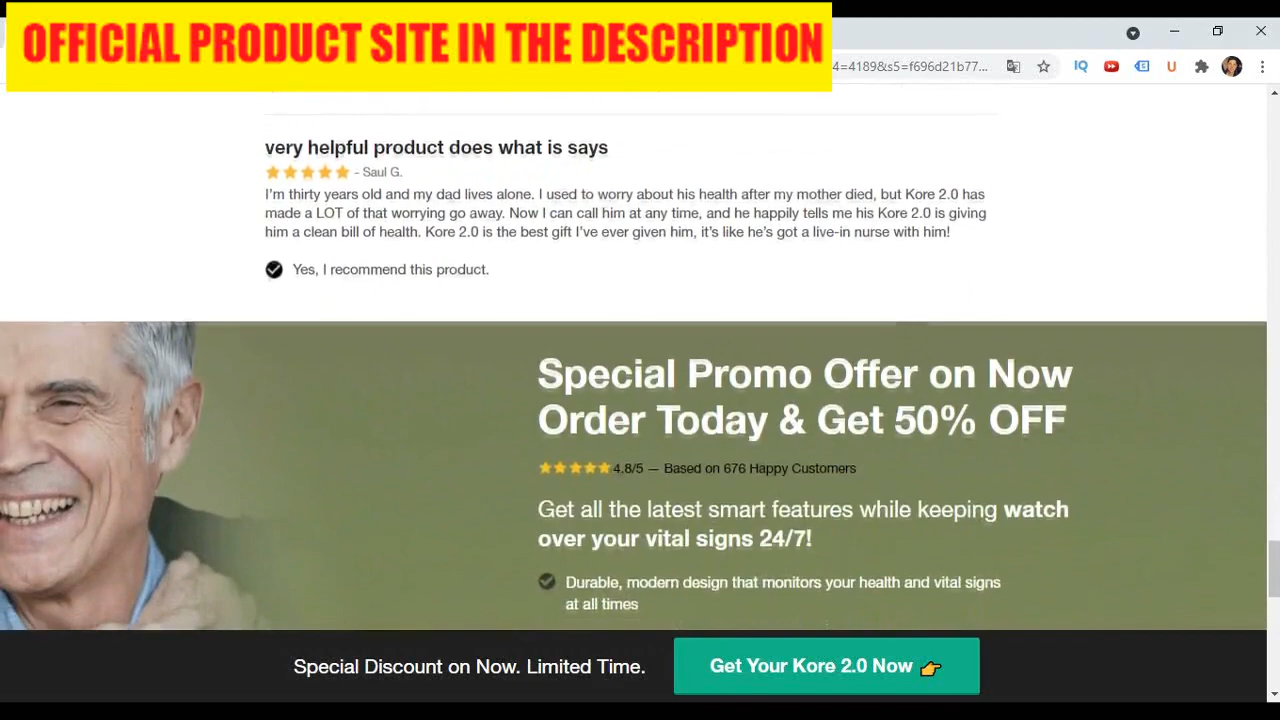 OFFICIAL PRODUCT SITE IN THE DESCRIPTION
4=4189&s5=f696d21b77...
very helpful product does what is says
- Saul G.
I'm thirty years old and my dad lives alone. I used to worry about his health after my mother died, but Kore 2.0 has
made a LOT of that worrying go away. Now I can call him at any time, and he happily tells me his Kore 2.0 is giving
him a clean bill of health. Kore 2.0 is the best gift I've ever given him, it's like he's got a live-in nurse with him!
Yes, I recommend this product.
Special Promo Offer on Now
Order Today & Get 50% OFF
4.8/5 — Based on 676 Happy Customers
Get all the latest smart features while keeping watch
over your vital signs 24/7!
Durable, modern design that monitors your health and vital signs
at all times
Special Discount on Now. Limited Time.
Get Your Kore 2.0 Now